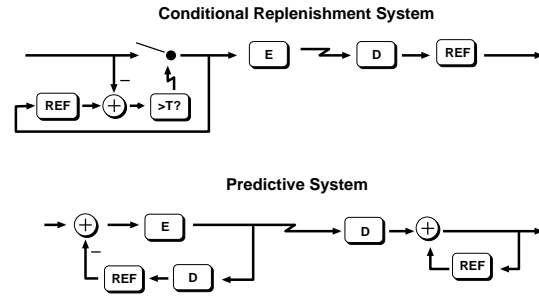 Conditional Replenishment System
E
D
REF
−
REF
+
>T?
Predictive System
+
E
D
+
−
REF
D
REF